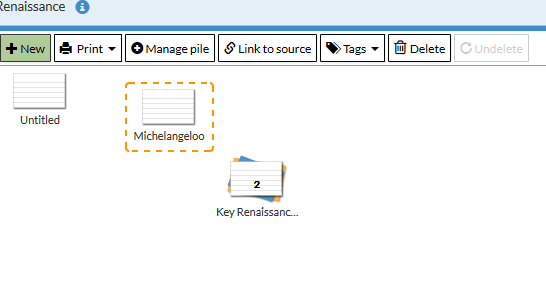 Renaissance
New Print Manage pile Link to source Tags Delete Undelete
Untitled
Michelangeloo
2
Key Renaissanc...